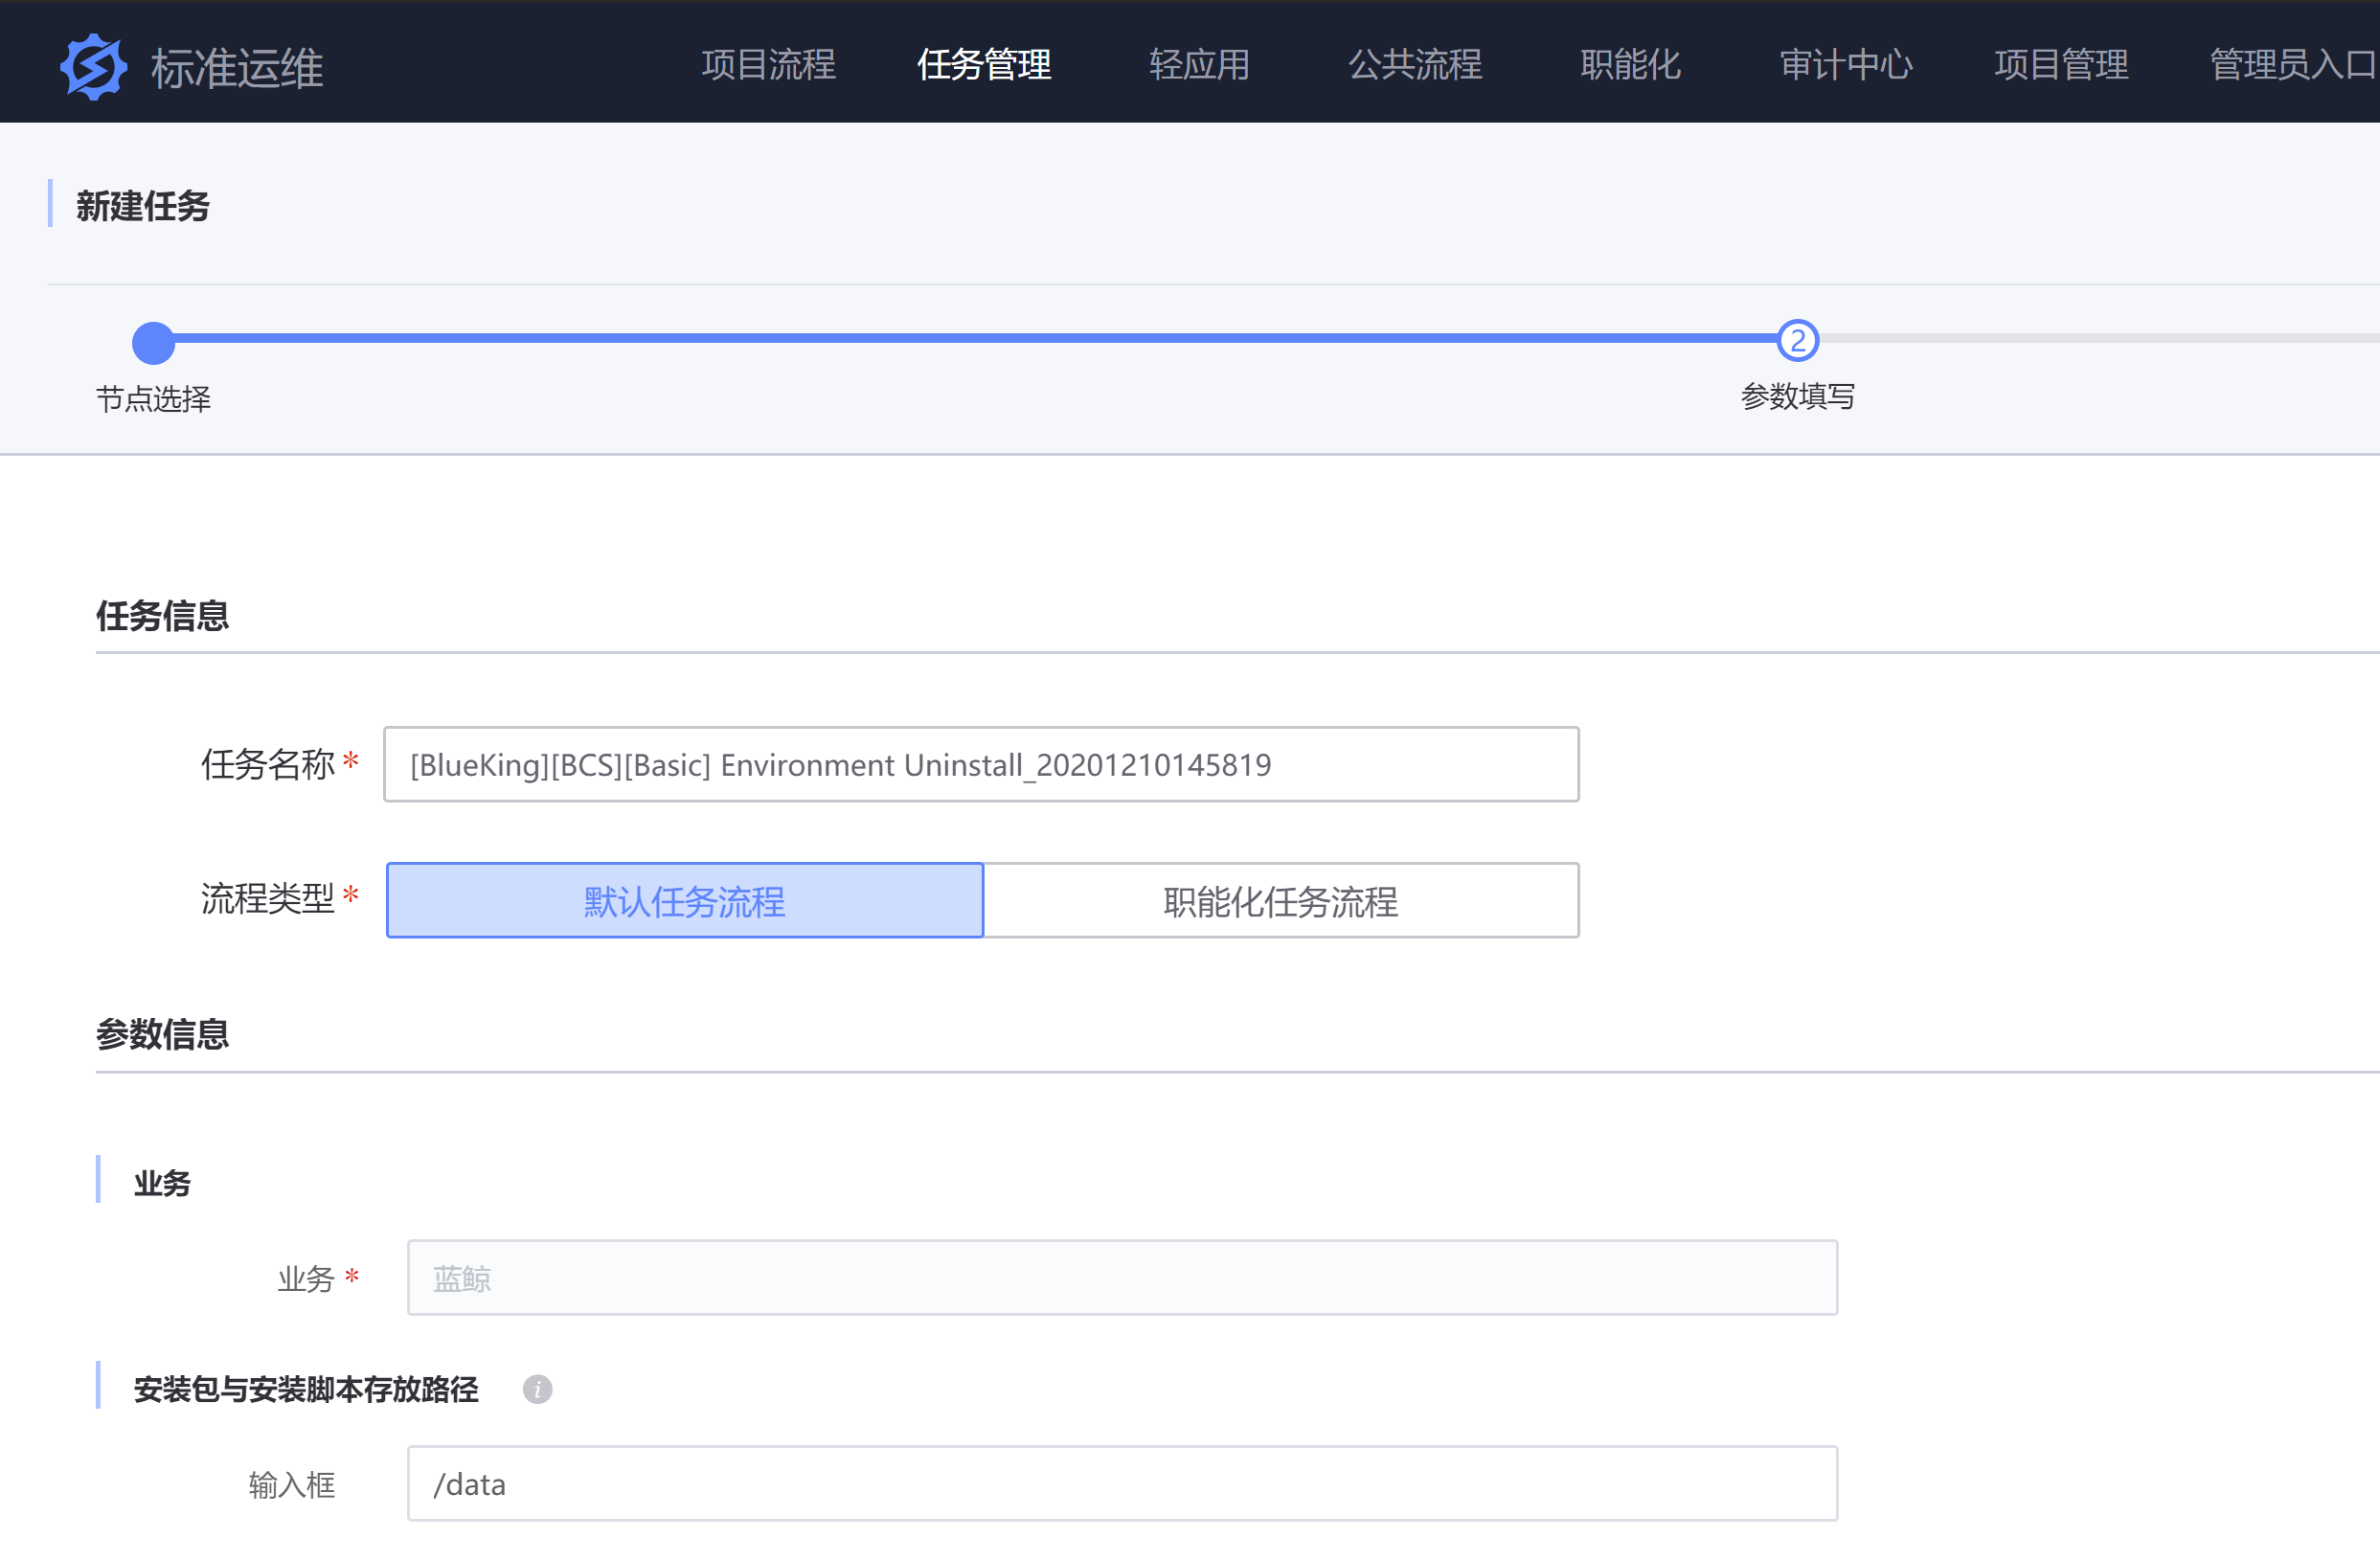 标准运维 项目流程 任务管理 轻应用 公共流程 职能化 审计中心 项目管理 管理员入口
新建任务
2
节点选择 参数填写
任务信息
任务名称* [BlueKing][BCS][Basic] Environment Uninstall_20201210145819
流程类型* 默认任务流程 职能化任务流程
参数信息
业务
业务 * 蓝鲸
安装包与安装脚本存放路径 i
输入框 /data